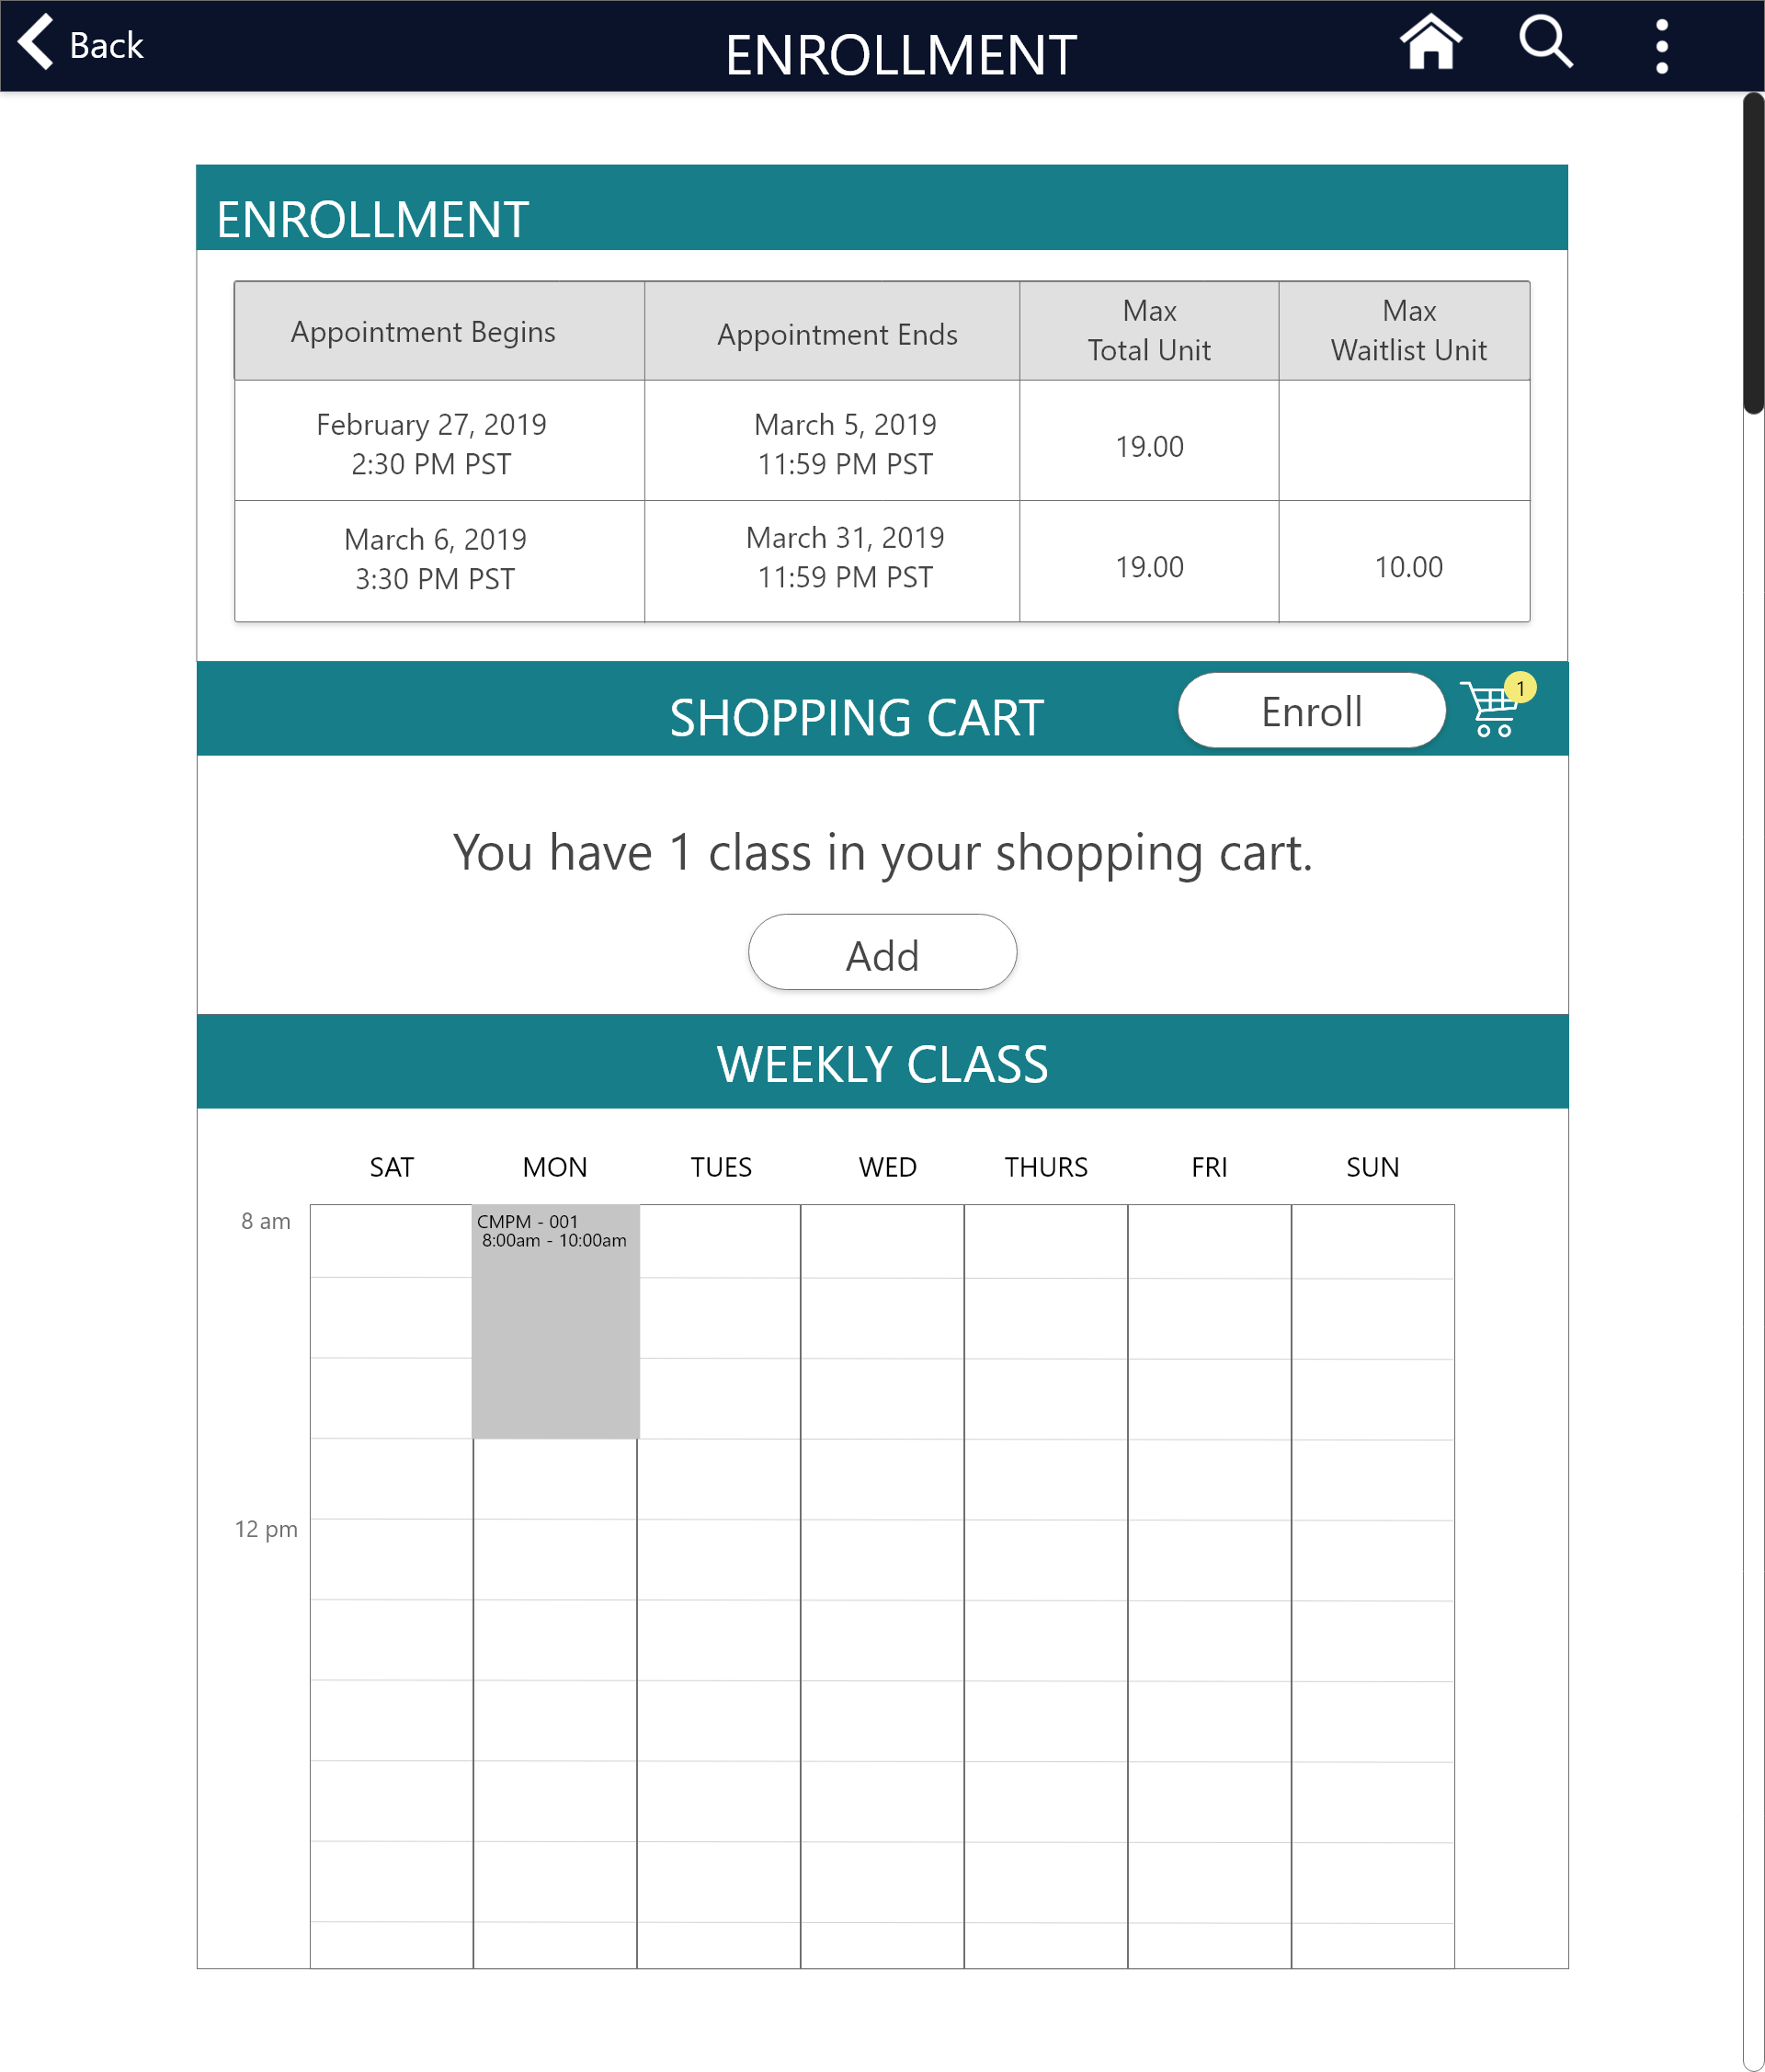 Back
ENROLLMENT
ENROLLMENT
Appointment Begins
Appointment Ends
Max
Total Unit
Max
Waitlist Unit
February 27, 2019
2:30 PM PST
March 5, 2019
11:59 PM PST
19.00
March 6, 2019
3:30 PM PST
March 31, 2019
11:59 PM PST
19.00
10.00
SHOPPING CART
Enroll
1
You have 1 class in your shopping cart.
Add
WEEKLY CLASS
SAT MON TUES WED THURS FRI SUN
8 am
CMPM - 001
8:00am - 10:00am
12 pm